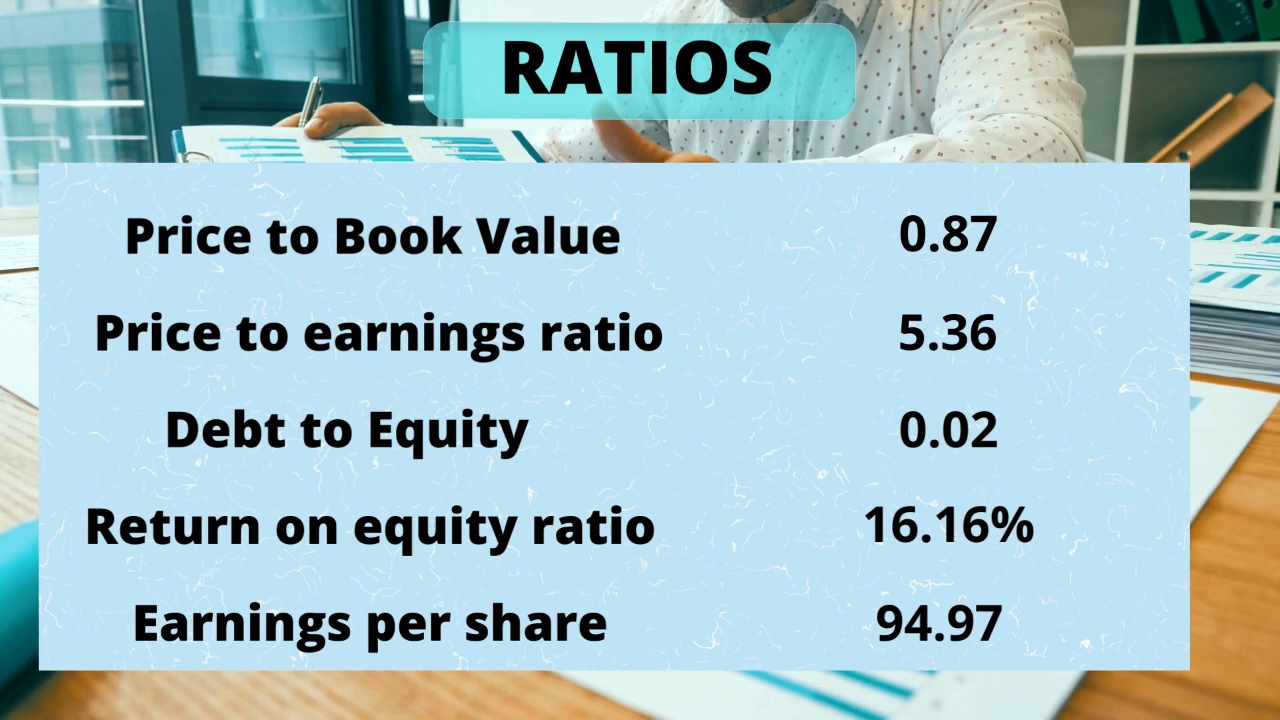 RATIOS
Price to Book Value 0.87
Price to earnings ratio 5.36
Debt to Equity 0.02
Return on equity ratio 16.16%
Earnings per share 94.97